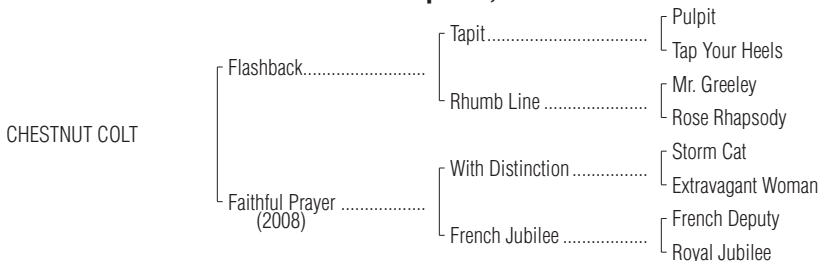 Pulpit
Tapit
Tap Your Heels
Flashback
Mr. Greeley
Rhumb Line
Rose Rhapsody
CHESTNUT COLT
Storm Cat
With Distinction
Extravagant Woman
Faithful Prayer
(2008)
French Deputy
French Jubilee
Royal Jubilee